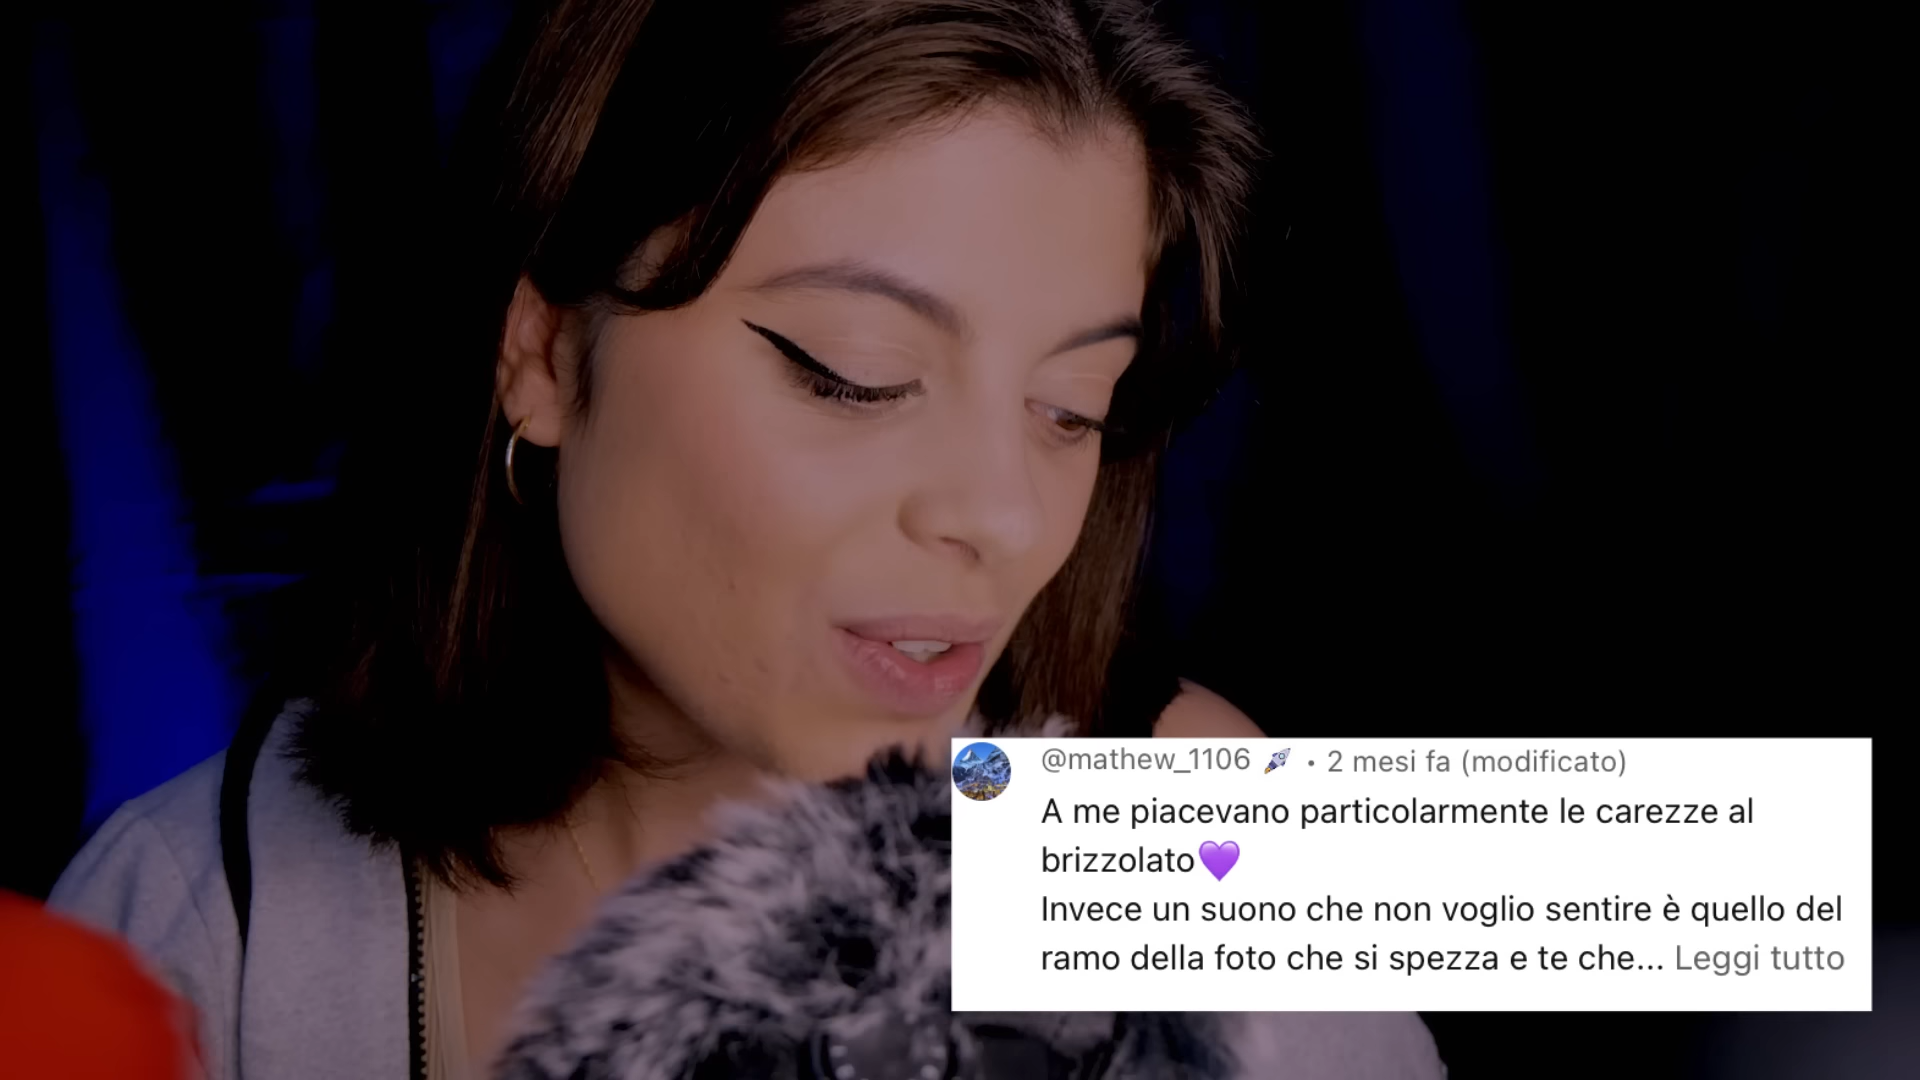 @mathew_1106 🚀 • 2 mesi fa (modificato)
A me piacevano particolarmente le carezze al
brizzolato💜
Invece un suono che non voglio sentire è quello del
ramo della foto che si spezza e te che... Leggi tutto